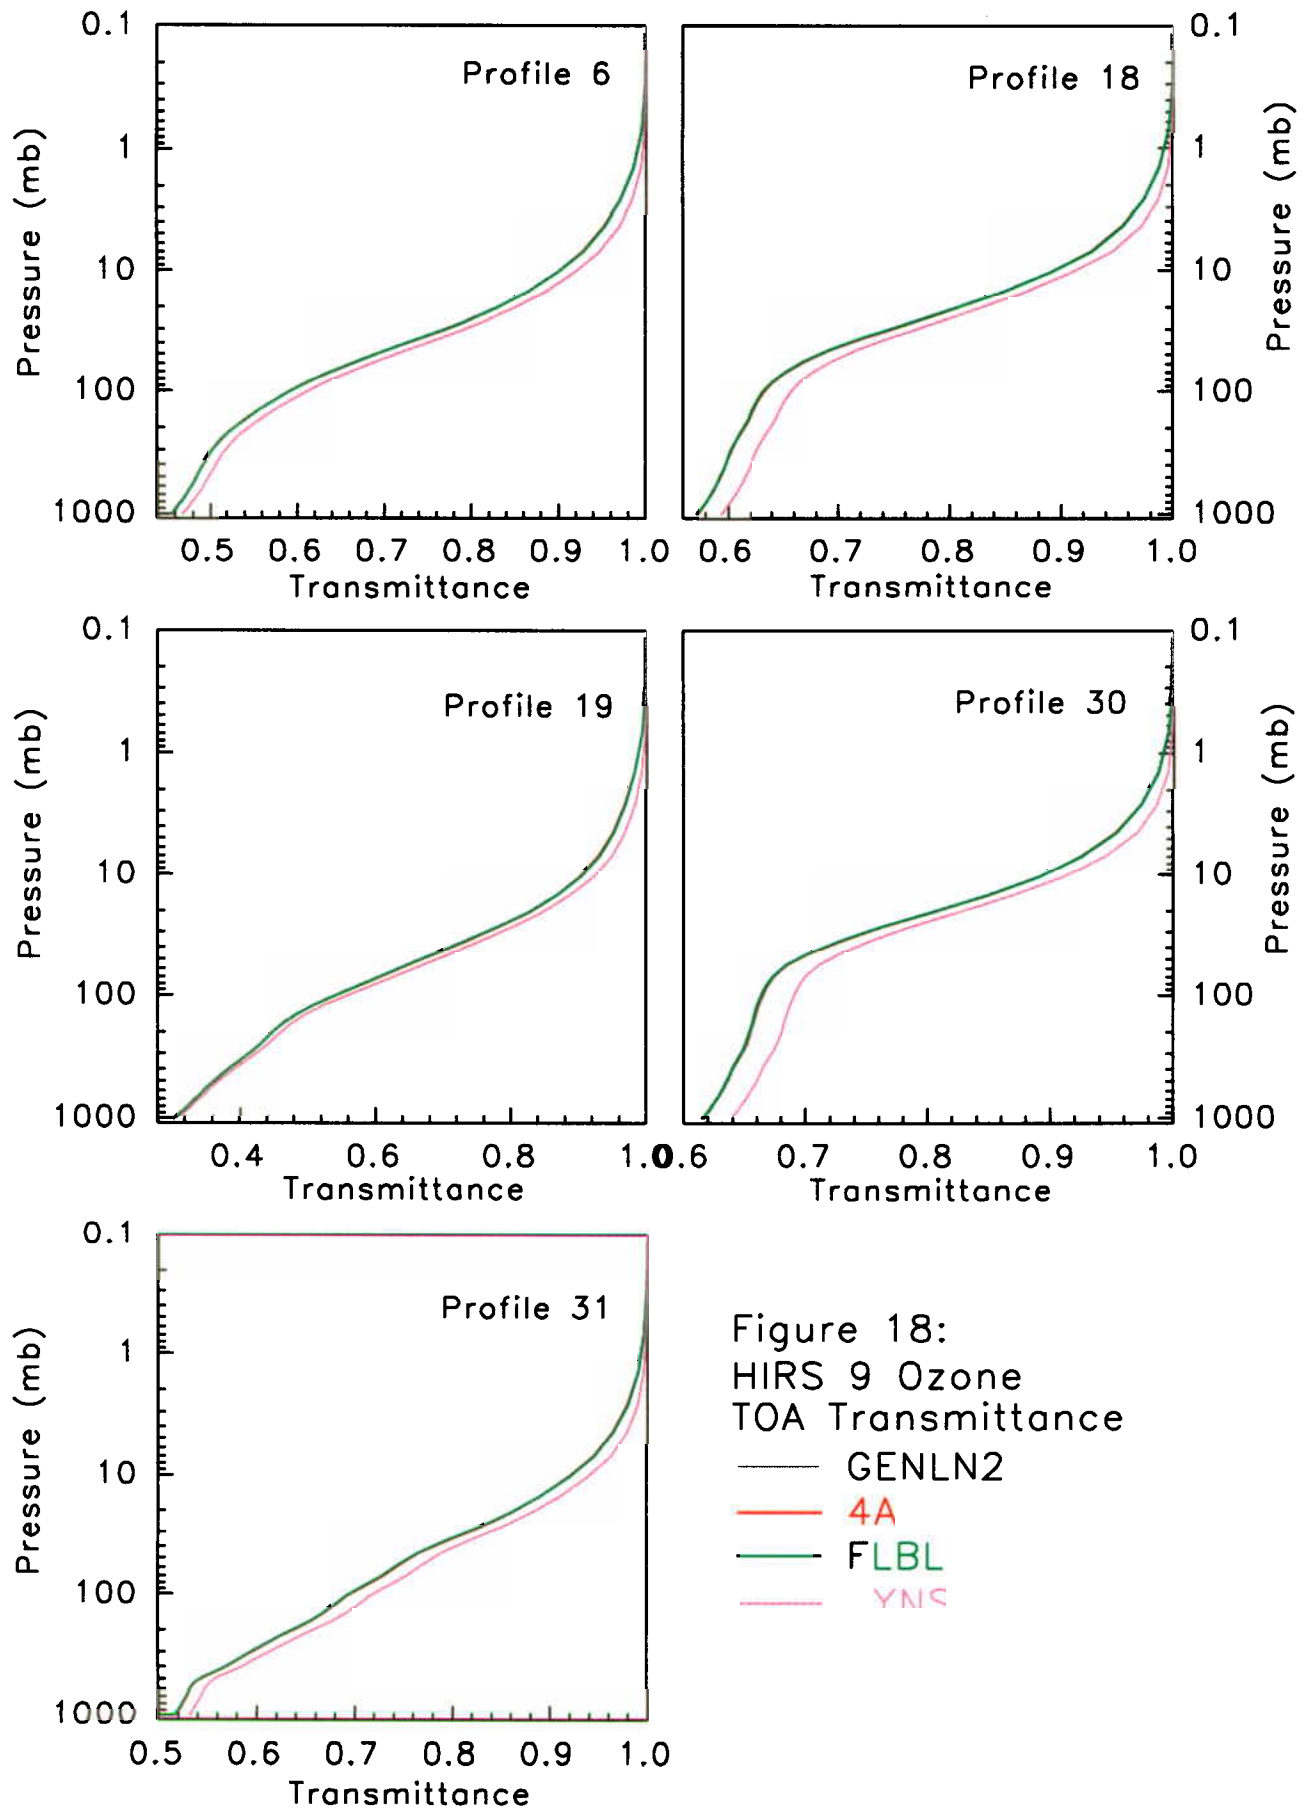 0.1
Profile 6
1
10
100
1000
Pressure (mb)
0.5 0.6 0.7 0.8 0.9 1.0
Transmittance
0.1
Profile 18
1
10
100
1000
Pressure (mb)
0.6 0.7 0.8 0.9 1.0
Transmittance
0.1
Profile 19
1
10
100
1000
Pressure (mb)
0.4 0.6 0.8 1.0
Transmittance
0.1
Profile 30
1
10
100
1000
Pressure (mb)
0.6 0.7 0.8 0.9 1.0
Transmittance
0.1
Profile 31
1
10
100
1000
Pressure (mb)
0.5 0.6 0.7 0.8 0.9 1.0
Transmittance
Figure 18:
HIRS 9 Ozone
TOA Transmittance
GENLN2
4A
FLBL